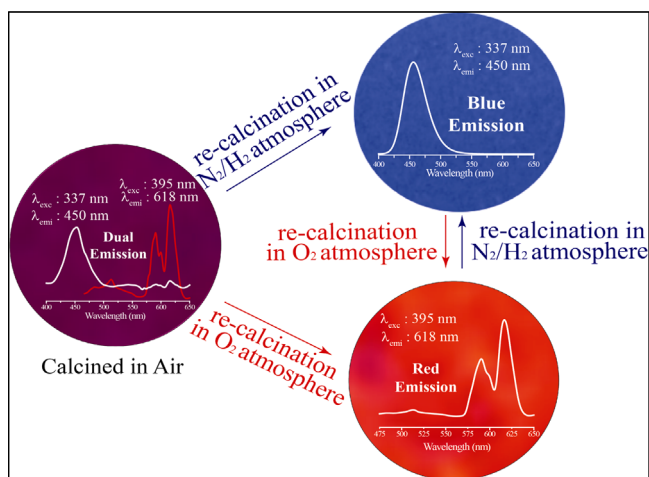 λexc : 337 nm
λemi : 450 nm
Blue
Emission
400 450 500 550 600 650
Wavelength (nm)
re-calcination in
N2/H2 atmosphere
λexc : 337 nm
λemi : 450 nm
λexc : 395 nm
λemi : 618 nm
Dual
Emission
400 450 500 550 600 650
Wavelength (nm)
Calcined in Air
re-calcination
in O2 atmosphere
re-calcination in
N2/H2 atmosphere
re-calcination
in O2 atmosphere
λexc : 395 nm
λemi : 618 nm
Red
Emission
475 500 525 550 575 600 625 650
Wavelength (nm)